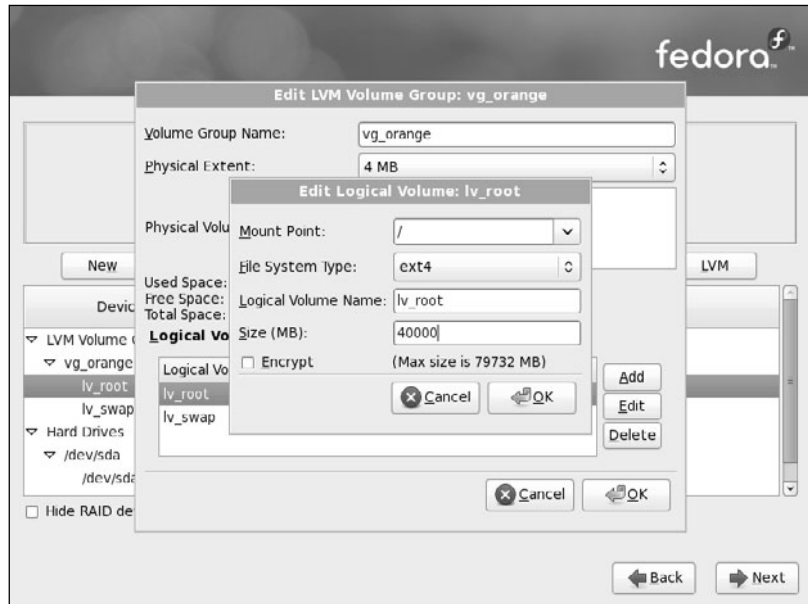 fedora
Edit LVM Volume Group: vg_orange
Volume Group Name: vg_orange
Physical Extent: 4 MB
Edit Logical Volume: lv_root
Physical Volu
Mount Point: /
File System Type: ext4
New
LVM
Used Space:
Free Space:
Total Space:
Logical Volume Name: lv_root
Devic
Logical Vo
Size (MB): 40000
LVM Volume
Encrypt (Max size is 79732 MB)
vg_orange
Logical Vo
Add
lv_root
lv_root
Cancel
OK
Edit
lv_swap
lv_swap
Delete
Hard Drives
/dev/sda
/dev/sda
Cancel
OK
Hide RAID de
Back
Next